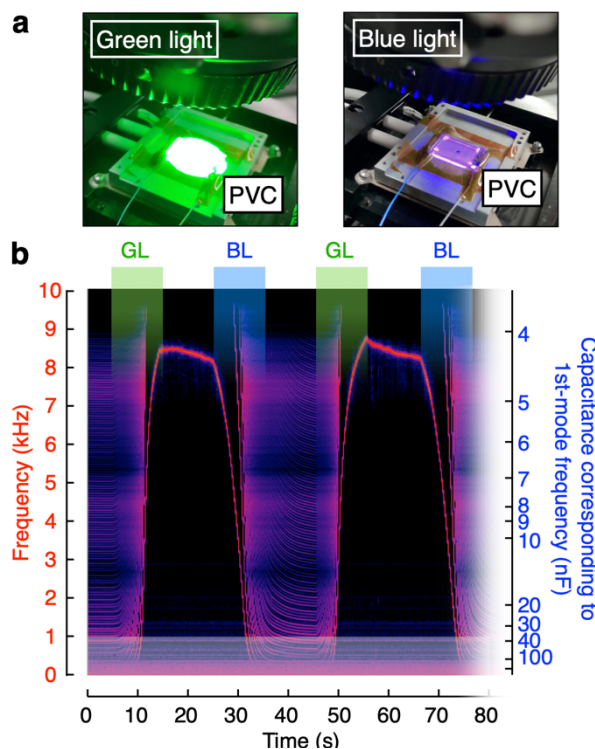 a
Green light
PVC
Blue light
PVC
b
GL
BL
GL
BL
10
9
8
7
6
5
4
3
2
1
0
Frequency (kHz)
4
5
6
7
8
9
10
20
30
40
100
Capacitance corresponding to
1st-mode frequency (nF)
0
10
20
30
40
50
60
70
80
Time (s)